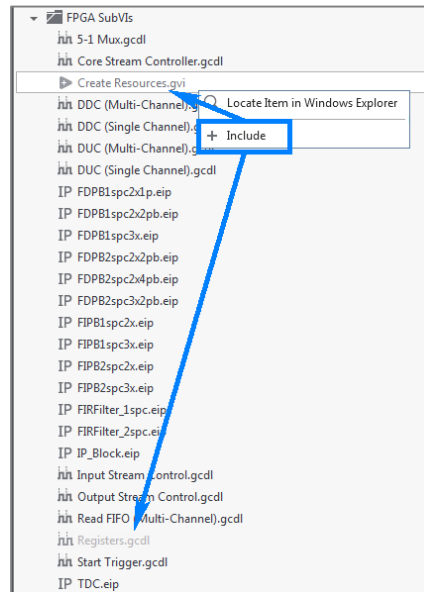 FPGA SubVIs
5-1 Mux.gcdl
Core Stream Controller.gcdl
Create Resources.gvi
Locate Item in Windows Explorer
DDC (Multi-Channel).g
Include
DDC (Single Channel).g
DUC (Multi-Channel).g
DUC (Single Channel).gcdl
IP FDPB1spc2x1p.eip
IP FDPB1spc2x2pb.eip
IP FDPB1spc3x.eip
IP FDPB2spc2x2pb.eip
IP FDPB2spc2x4pb.eip
IP FDPB2spc3x2pb.eip
IP FIPB1spc2x.eip
IP FIPB1spc3x.eip
IP FIPB2spc2x.eip
IP FIPB2spc3x.eip
IP FIRFilter_1spc.eip
IP FIRFilter_2spc.eip
IP IP_Block.eip
Input Stream Control.gcdl
Output Stream Control.gcdl
Read FIFO (Multi-Channel).gcdl
Registers.gcdl
Start Trigger.gcdl
IP TDC.eip